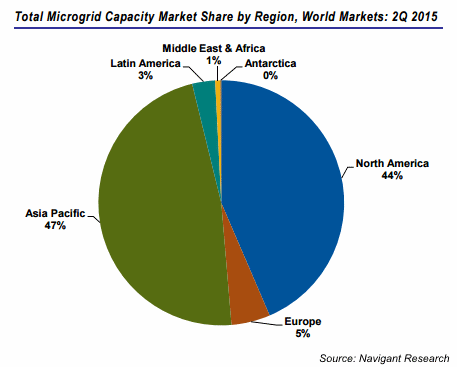 Total Microgrid Capacity Market Share by Region, World Markets: 2Q 2015
Middle East & Africa
1%
Latin America
3%
Antarctica
0%
North America
44%
Asia Pacific
47%
Europe
5%
Source: Navigant Research